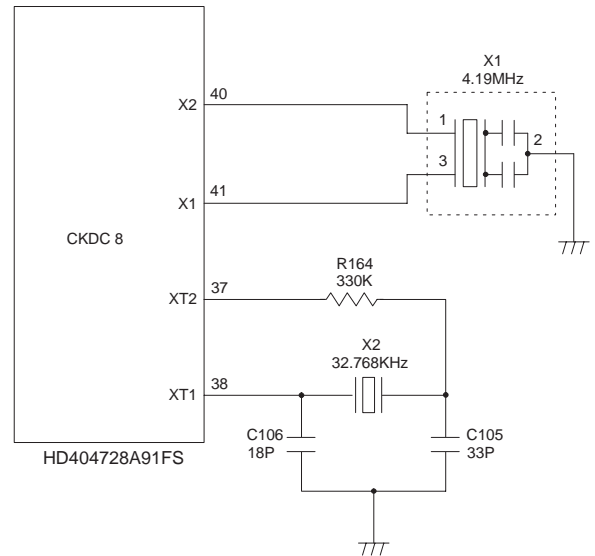 X1
4.19MHz
X2
40
1
2
3
X1
41
CKDC 8
R164
330K
XT2
37
X2
32.768KHz
XT1
38
C106
18P
C105
33P
HD404728A91FS